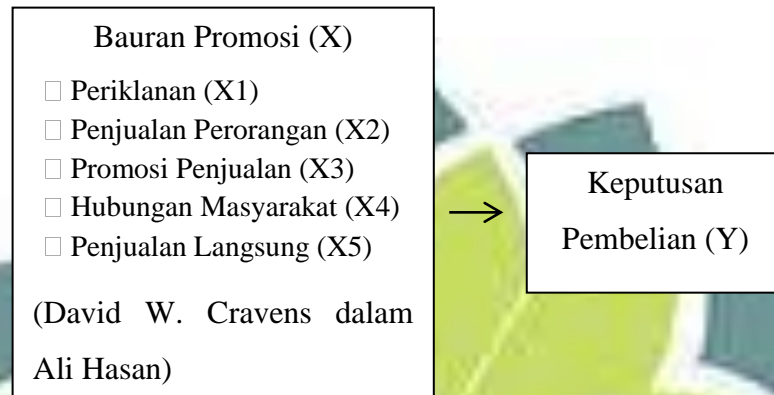 Bauran Promosi (X)
Periklanan (X1)
Penjualan Perorangan (X2)
Promosi Penjualan (X3)
Hubungan Masyarakat (X4)
Penjualan Langsung (X5)
(David W. Cravens dalam
Ali Hasan)
Keputusan
Pembelian (Y)